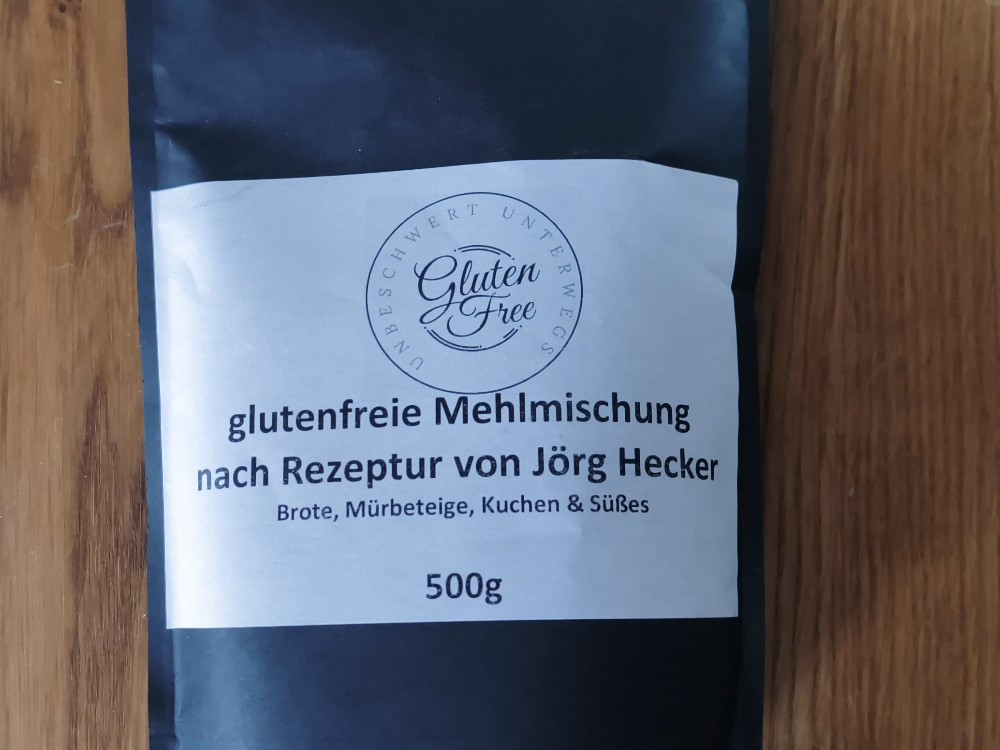 UNBESCHWERT UNTERWEGS
Gluten
Free
glutenfreie Mehlmischung
nach Rezeptur von Jörg Hecker
Brote, Mürbeteige, Kuchen & Süßes
500g